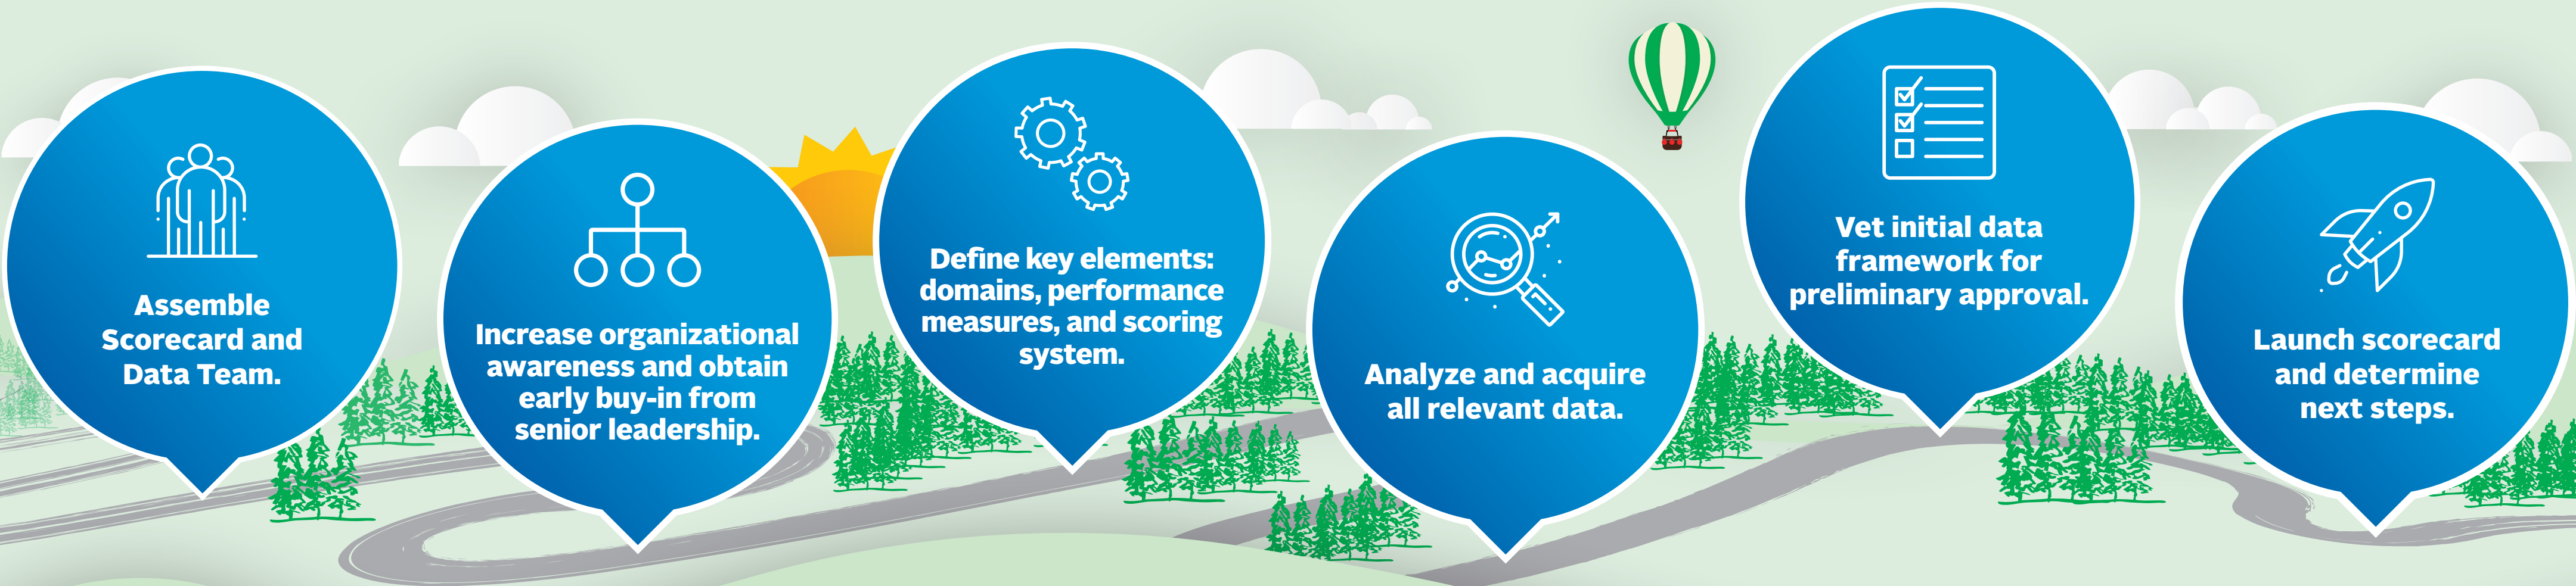 Assemble
Scorecard and
Data Team.
Increase organizational
awareness and obtain
early buy-in from
senior leadership.
Define key elements:
domains, performance
measures, and scoring
system.
Analyze and acquire
all relevant data.
Vet initial data
framework for
preliminary approval.
Launch scorecard
and determine
next steps.